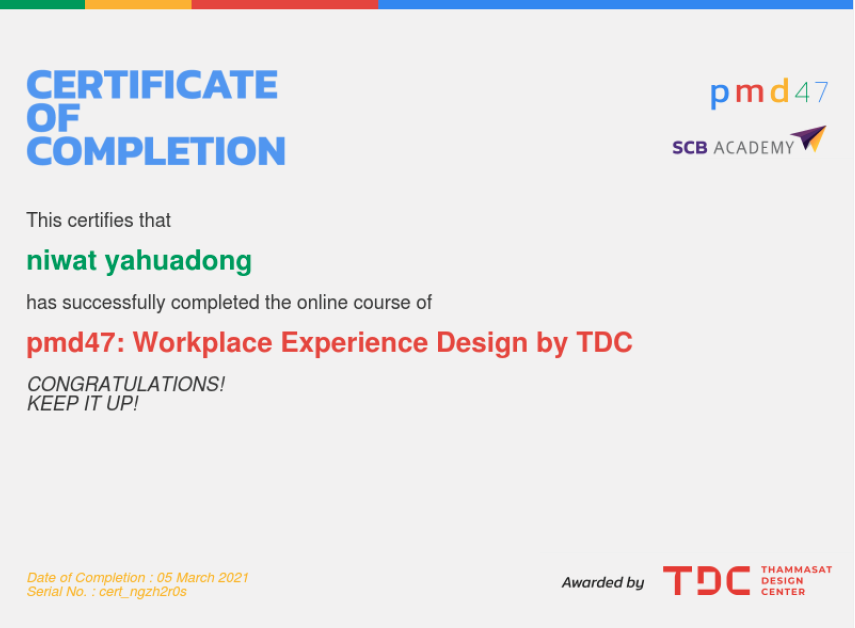 CERTIFICATE
OF
COMPLETION
pmd47
SCB ACADEMY
This certifies that
niwat yahuadong
has successfully completed the online course of
pmd47: Workplace Experience Design by TDC
CONGRATULATIONS!
KEEP IT UP!
Date of Completion : 05 March 2021
Serial No. : cert_ngzh2r0s
Awarded by
TDC
THAMMASAT
DESIGN
CENTER